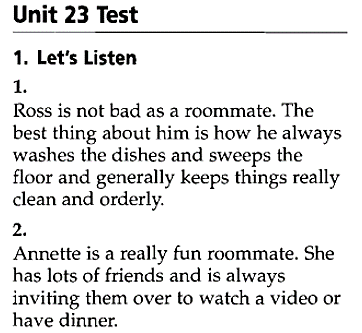 Unit 23 Test
1. Let's Listen
1.
Ross is not bad as a roommate. The
best thing about him is how he always
washes the dishes and sweeps the
floor and generally keeps things really
clean and orderly.
2.
Annette is a really fun roommate. She
has lots of friends and is always
inviting them over to watch a video or
have dinner.